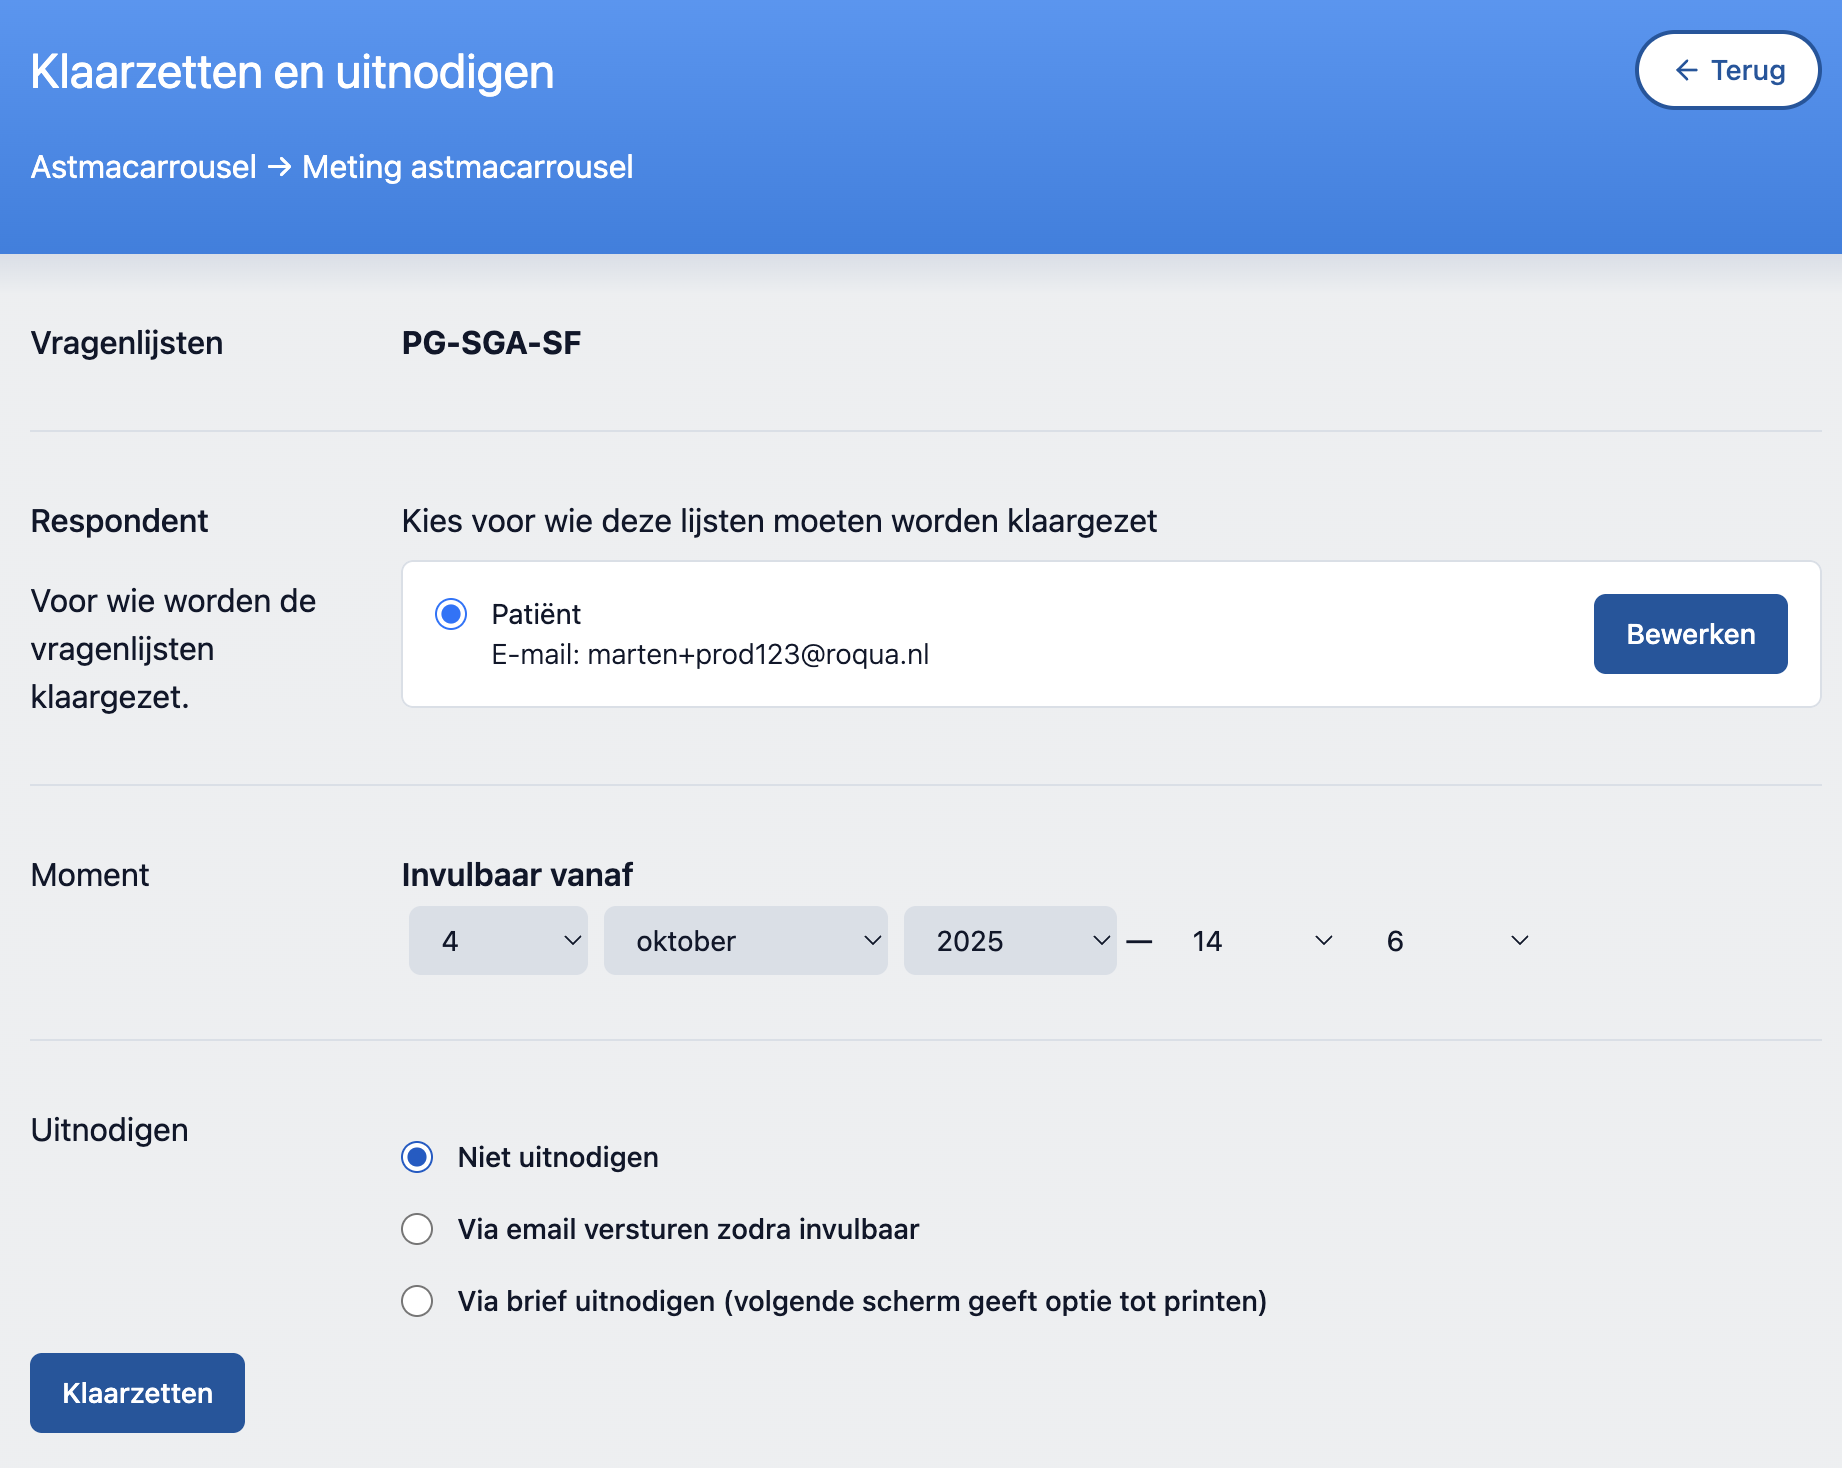 Klaarzetten en uitnodigen
← Terug
Astmacarrousel → Meting astmacarrousel
Vragenlijsten
PG-SGA-SF
Respondent
Voor wie worden de
vragenlijsten
klaargezet.
Kies voor wie deze lijsten moeten worden klaargezet
Patiënt
E-mail: marten+prod123@roqua.nl
Bewerken
Moment
Invulbaar vanaf
4 oktober 2025 — 14 6
Uitnodigen
Niet uitnodigen
Via email versturen zodra invulbaar
Via brief uitnodigen (volgende scherm geeft optie tot printen)
Klaarzetten